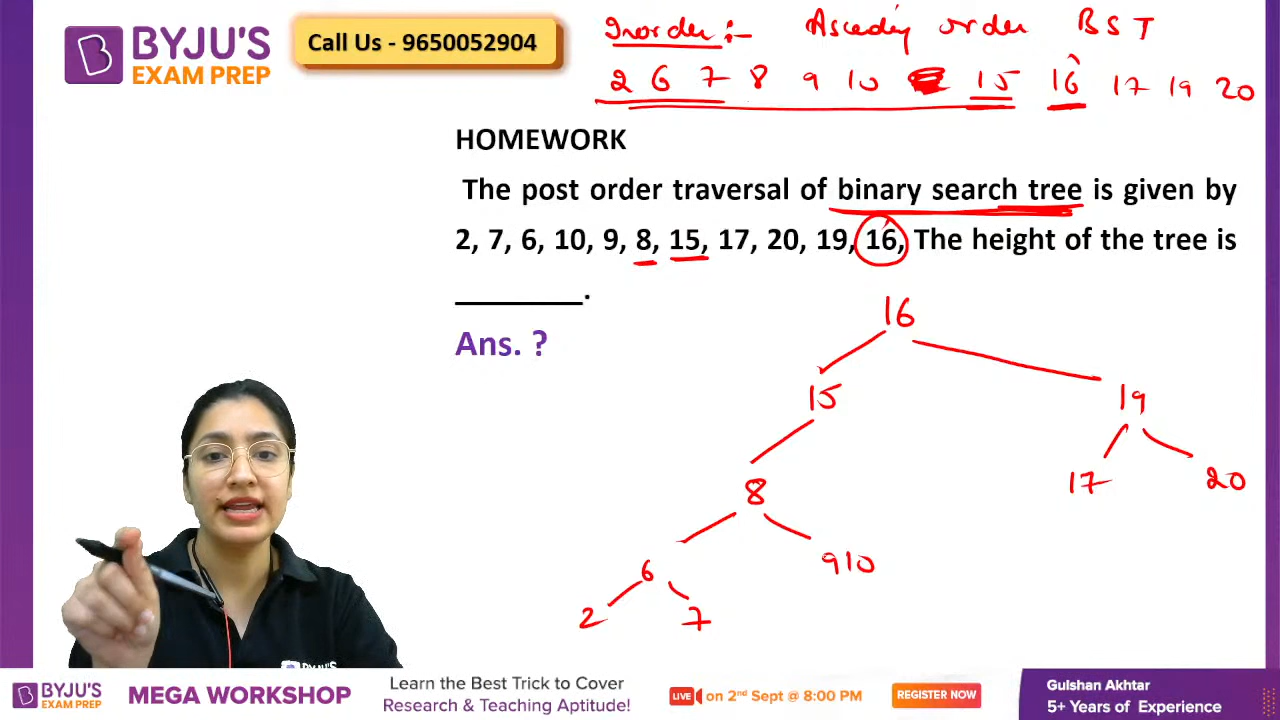 BYJU'S
EXAM PREP
Call Us - 9650052904
Inorder :- Ascedig order BST
2 6 7 8 9 10 15 16 17 19 20
HOMEWORK
The post order traversal of binary search tree is given by
2, 7, 6, 10, 9, 8, 15, 17, 20, 19, 16, The height of the tree is
________.
Ans. ?
16
15 19
8 17 20
6 9 10
2 7
BYJU'S
EXAM PREP
MEGA WORKSHOP
Learn the Best Trick to Cover
Research & Teaching Aptitude!
LIVE on 2nd Sept @ 8:00 PM
REGISTER NOW
Gulshan Akhtar
5+ Years of Experience